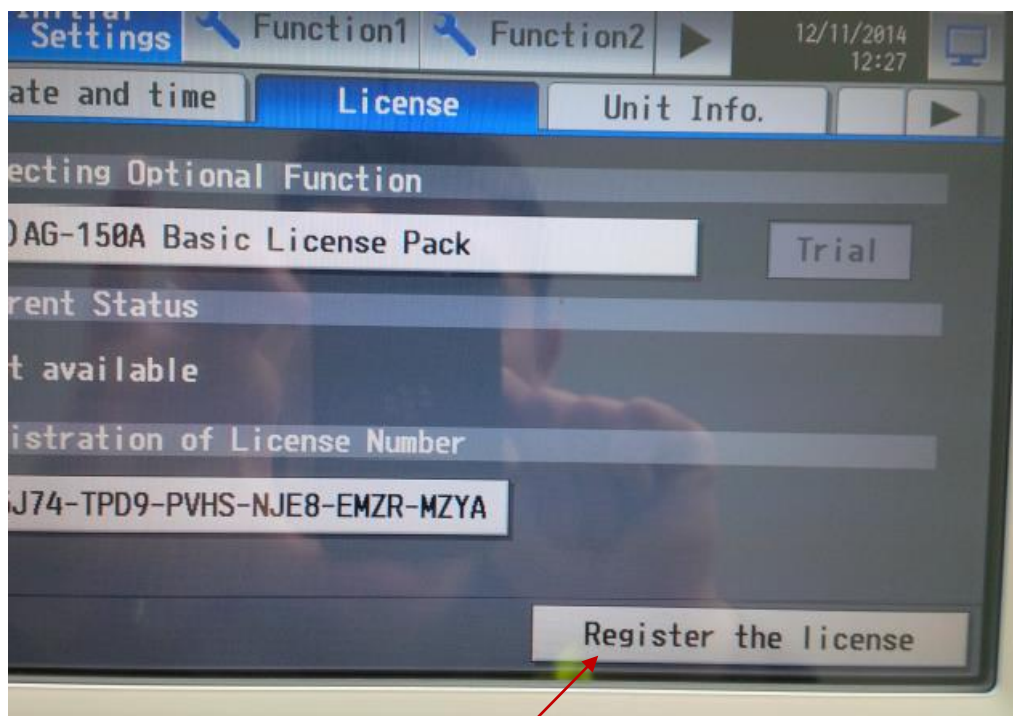 Settings Function1 Function2 12/11/2014
12:27
ate and time License Unit Info.
ecting Optional Function
)AG-150A Basic License Pack Trial
rent Status
t available
istration of License Number
J74-TPD9-PVHS-NJE8-EMZR-MZYA
Register the license